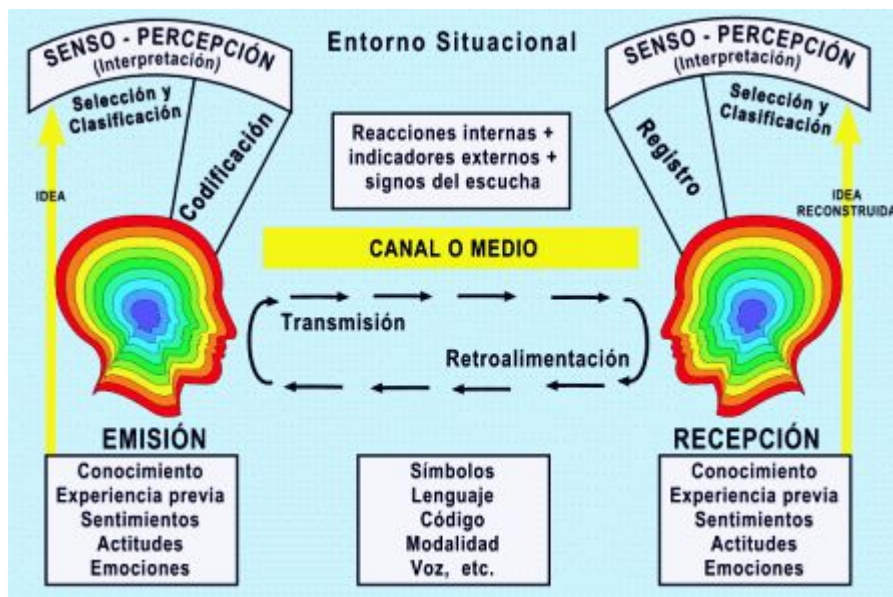 SENSO - PERCEPCIÓN
(Interpretación)
Selección y
Clasificación
Codificación
IDEA
Entorno Situacional
Reacciones internas +
indicadores externos +
signos del escucha
SENSO - PERCEPCIÓN
(Interpretación)
Registro
Selección y
Clasificación
IDEA
RECONSTRUIDA
CANAL O MEDIO
Transmisión
Retroalimentación
EMISIÓN
Conocimiento
Experiencia previa
Sentimientos
Actitudes
Emociones
Símbolos
Lenguaje
Código
Modalidad
Voz, etc.
RECEPCIÓN
Conocimiento
Experiencia previa
Sentimientos
Actitudes
Emociones